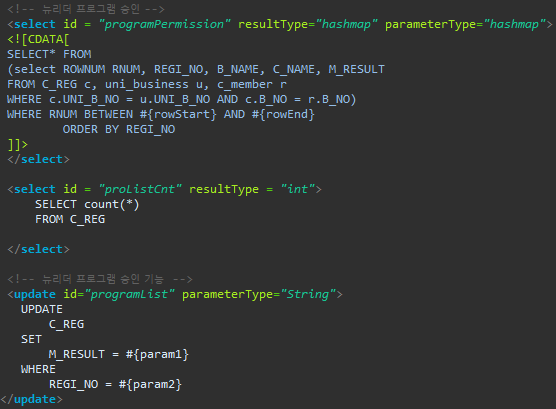 <!-- 뉴리더 프로그램 승인 -->
<select id = "programPermission" resultType="hashmap" parameterType="hashmap">
<![CDATA[
SELECT* FROM
(select ROWNUM RNUM, REGI_NO, B_NAME, C_NAME, M_RESULT
FROM C_REG c, uni_business u, c_member r
WHERE c.UNI_B_NO = u.UNI_B_NO AND c.B_NO = r.B_NO)
WHERE RNUM BETWEEN #{rowStart} AND #{rowEnd}
ORDER BY REGI_NO
]]>
</select>
<select id = "proListCnt" resultType = "int">
SELECT count(*)
FROM C_REG
</select>
<!-- 뉴리더 프로그램 승인 기능 -->
<update id="programList" parameterType="String">
UPDATE
C_REG
SET
M_RESULT = #{param1}
WHERE
REGI_NO = #{param2}
</update>